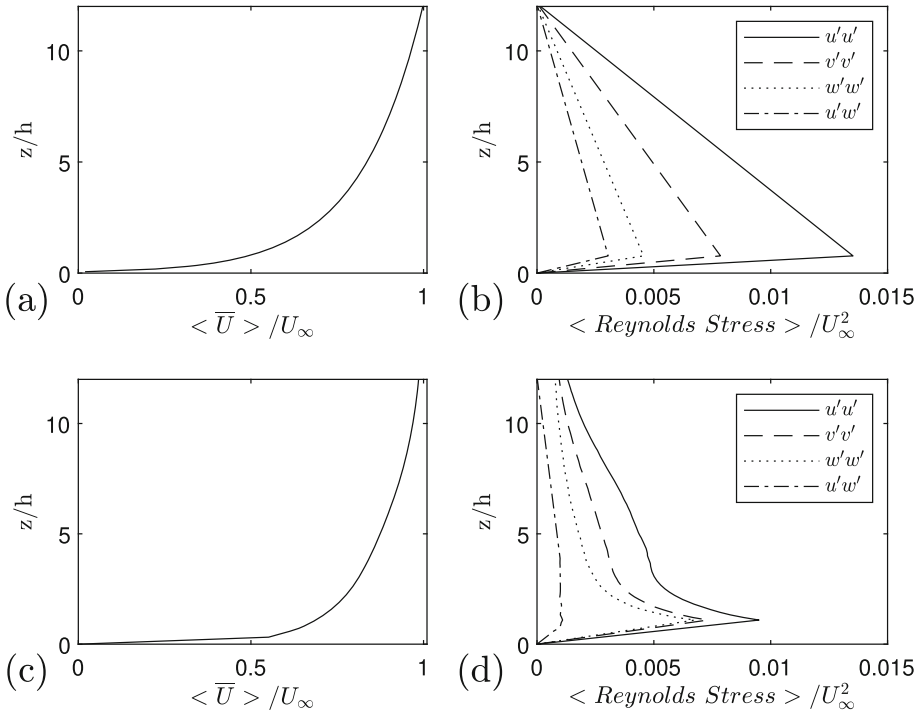 10
5
0
z/h
0
0.5
1
(a)
< U̅ > /U∞
10
5
0
z/h
u′u′
v′v′
w′w′
u′w′
0
0.005
0.01
0.015
(b)
< Reynolds Stress > /U²∞
10
5
0
z/h
0
0.5
1
(c)
< U̅ > /U∞
10
5
0
z/h
u′u′
v′v′
w′w′
u′w′
0
0.005
0.01
0.015
(d)
< Reynolds Stress > /U²∞